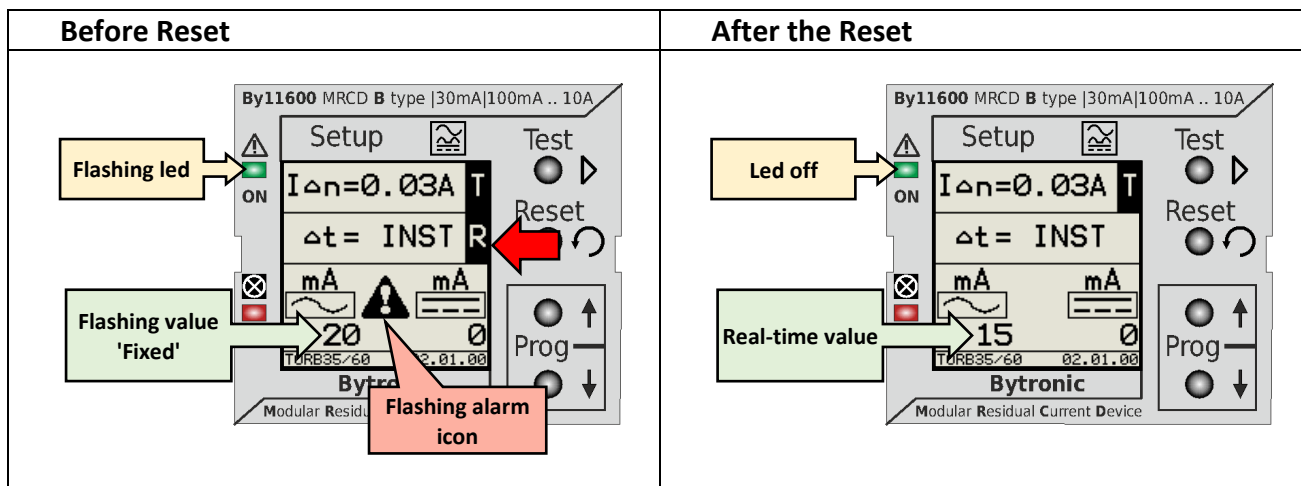 Before Reset
After the Reset
By11600 MRCD B type |30mA|100mA .. 10A
Setup
Test
Flashing led
ON
I△n=0.03A T
Reset
△t= INST R
mA
mA
Flashing value
'Fixed'
20
0
Prog
TORB35/60
02.01.00
Flashing alarm
icon
By11600 MRCD B type |30mA|100mA .. 10A
Setup
Test
Led off
ON
I△n=0.03A T
Reset
△t= INST
mA
mA
Real-time value
15
0
Prog
TORB35/60 02.01.00
Bytronic
Modular Residual Current Device